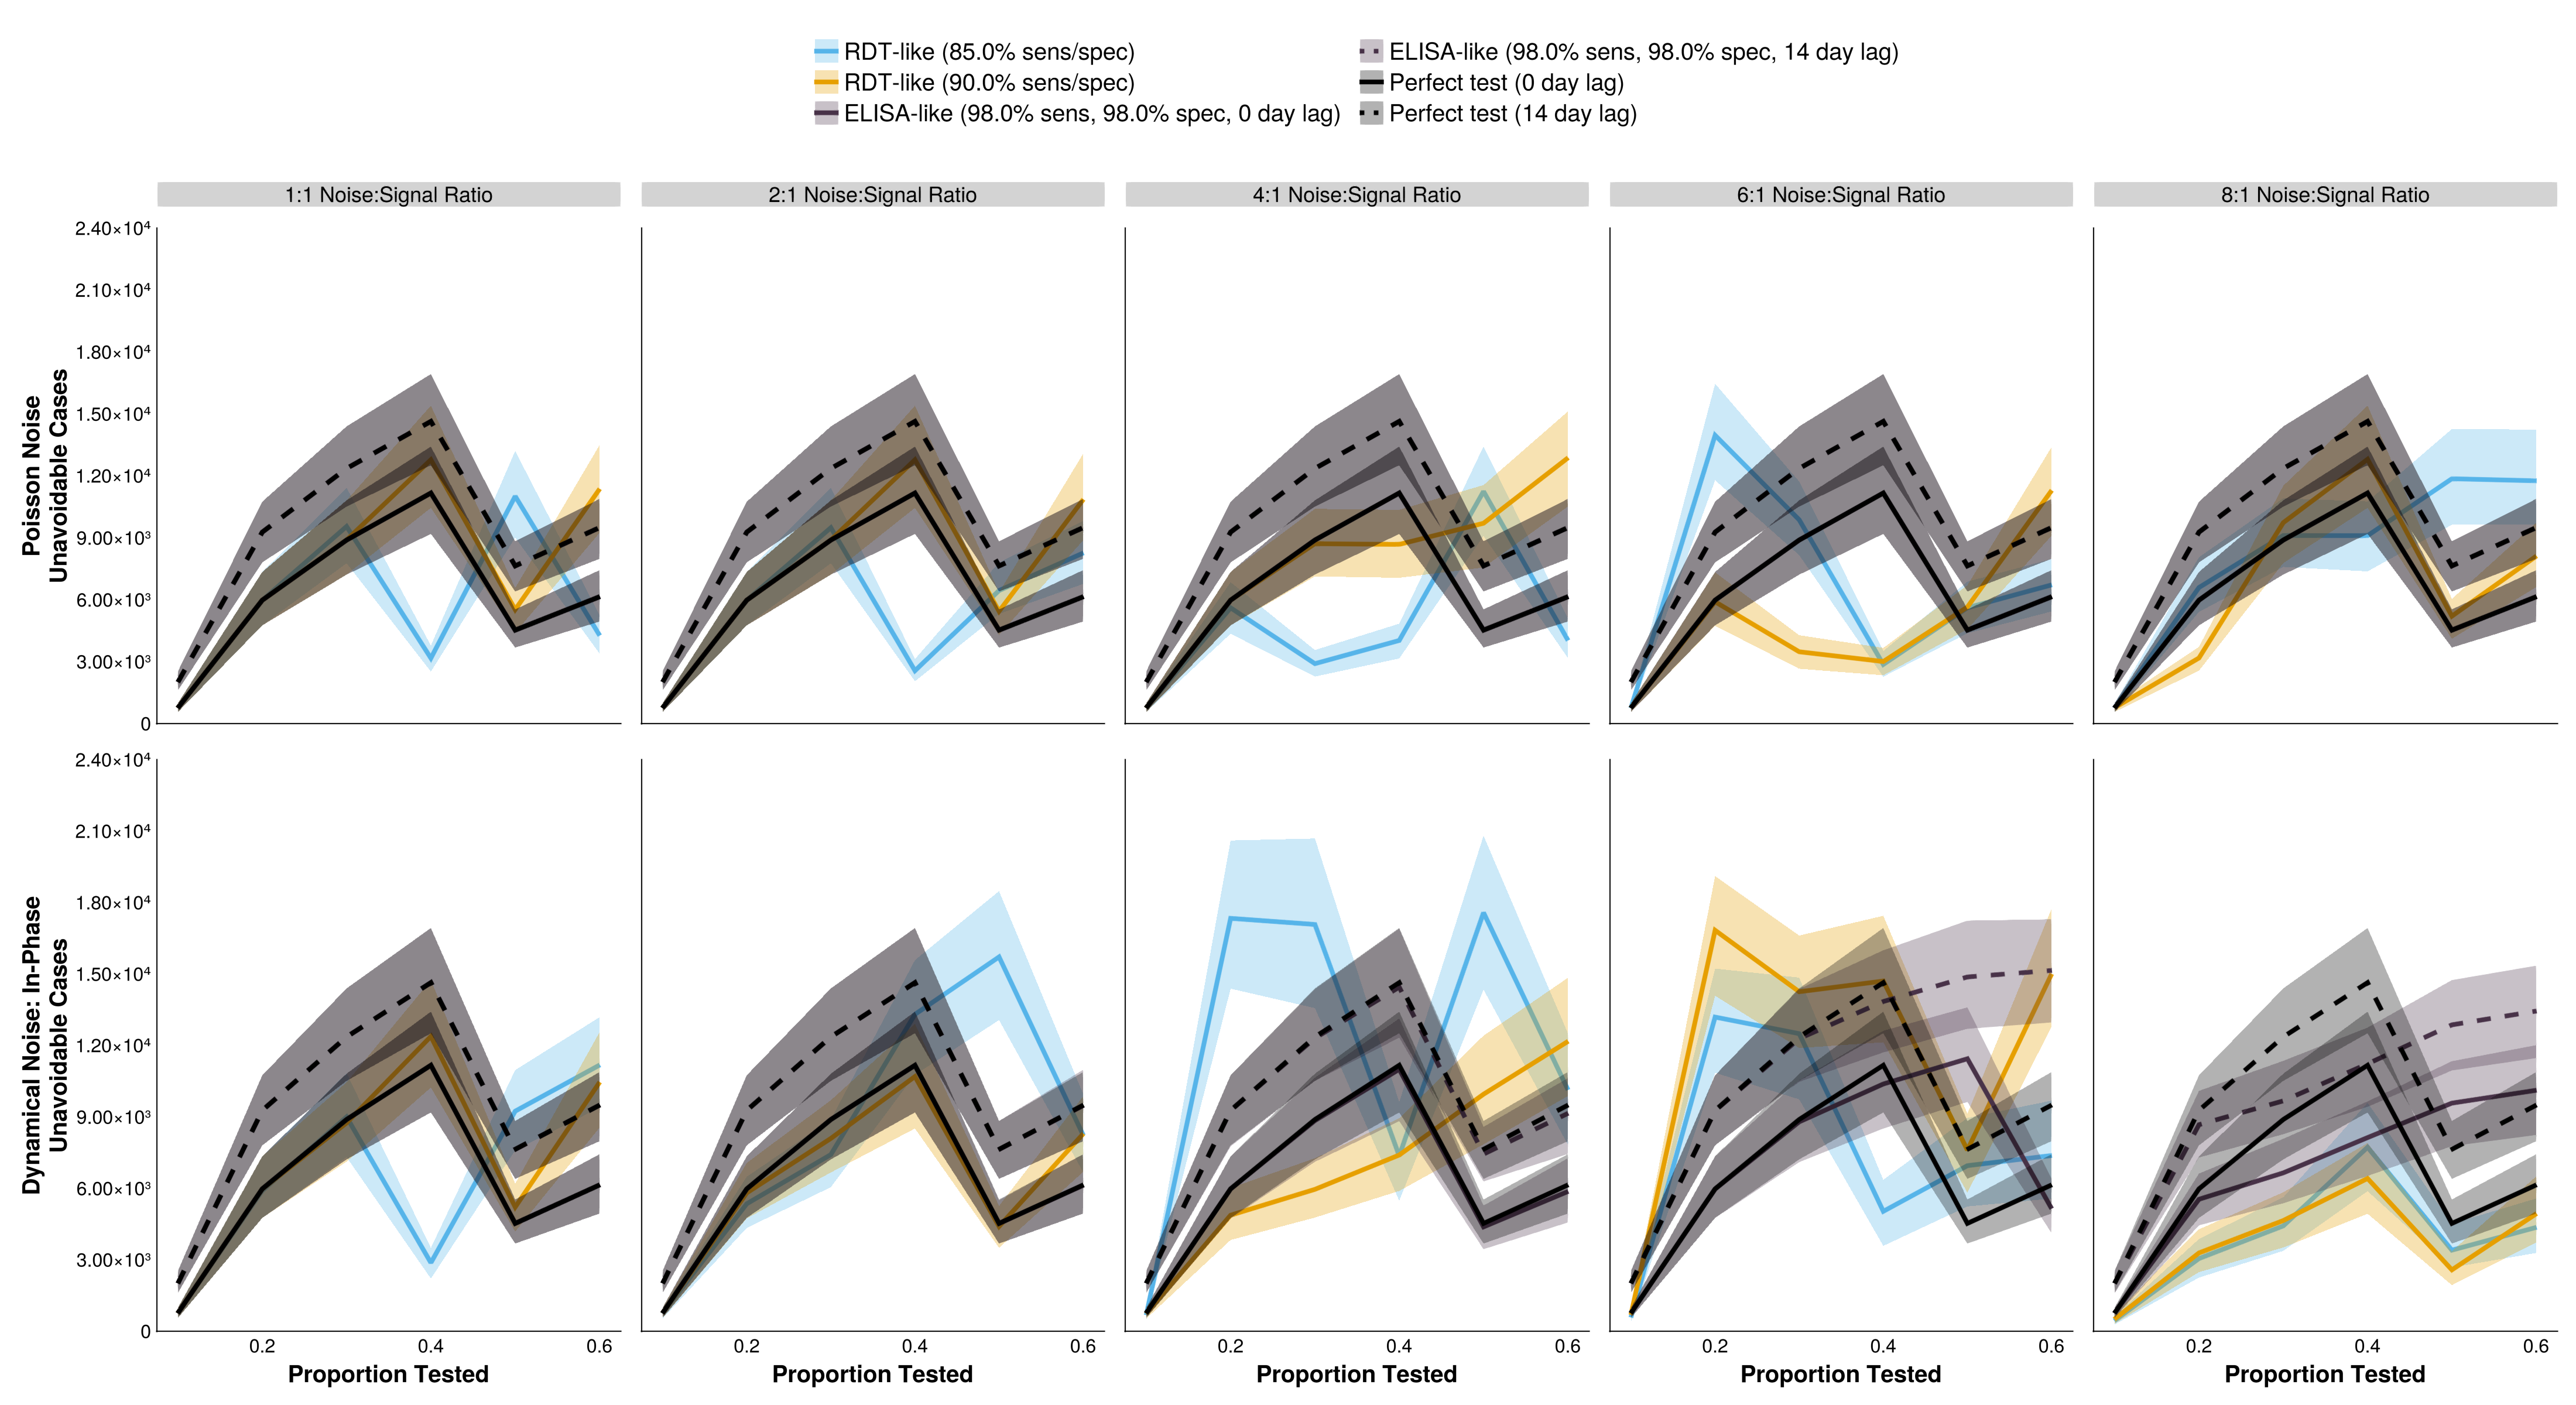 RDT-like (85.0% sens/spec)
RDT-like (90.0% sens/spec)
ELISA-like (98.0% sens, 98.0% spec, 0 day lag)
ELISA-like (98.0% sens, 98.0% spec, 14 day lag)
Perfect test (0 day lag)
Perfect test (14 day lag)
1:1 Noise:Signal Ratio
2:1 Noise:Signal Ratio
4:1 Noise:Signal Ratio
6:1 Noise:Signal Ratio
8:1 Noise:Signal Ratio
Poisson Noise
Unavoidable Cases
2.40×10⁴
2.10×10⁴
1.80×10⁴
1.50×10⁴
1.20×10⁴
9.00×10³
6.00×10³
3.00×10³
0
Dynamical Noise: In-Phase
Unavoidable Cases
2.40×10⁴
2.10×10⁴
1.80×10⁴
1.50×10⁴
1.20×10⁴
9.00×10³
6.00×10³
3.00×10³
0
0.2 0.4 0.6
0.2 0.4 0.6
0.2 0.4 0.6
0.2 0.4 0.6
0.2 0.4 0.6
Proportion Tested
Proportion Tested
Proportion Tested
Proportion Tested
Proportion Tested